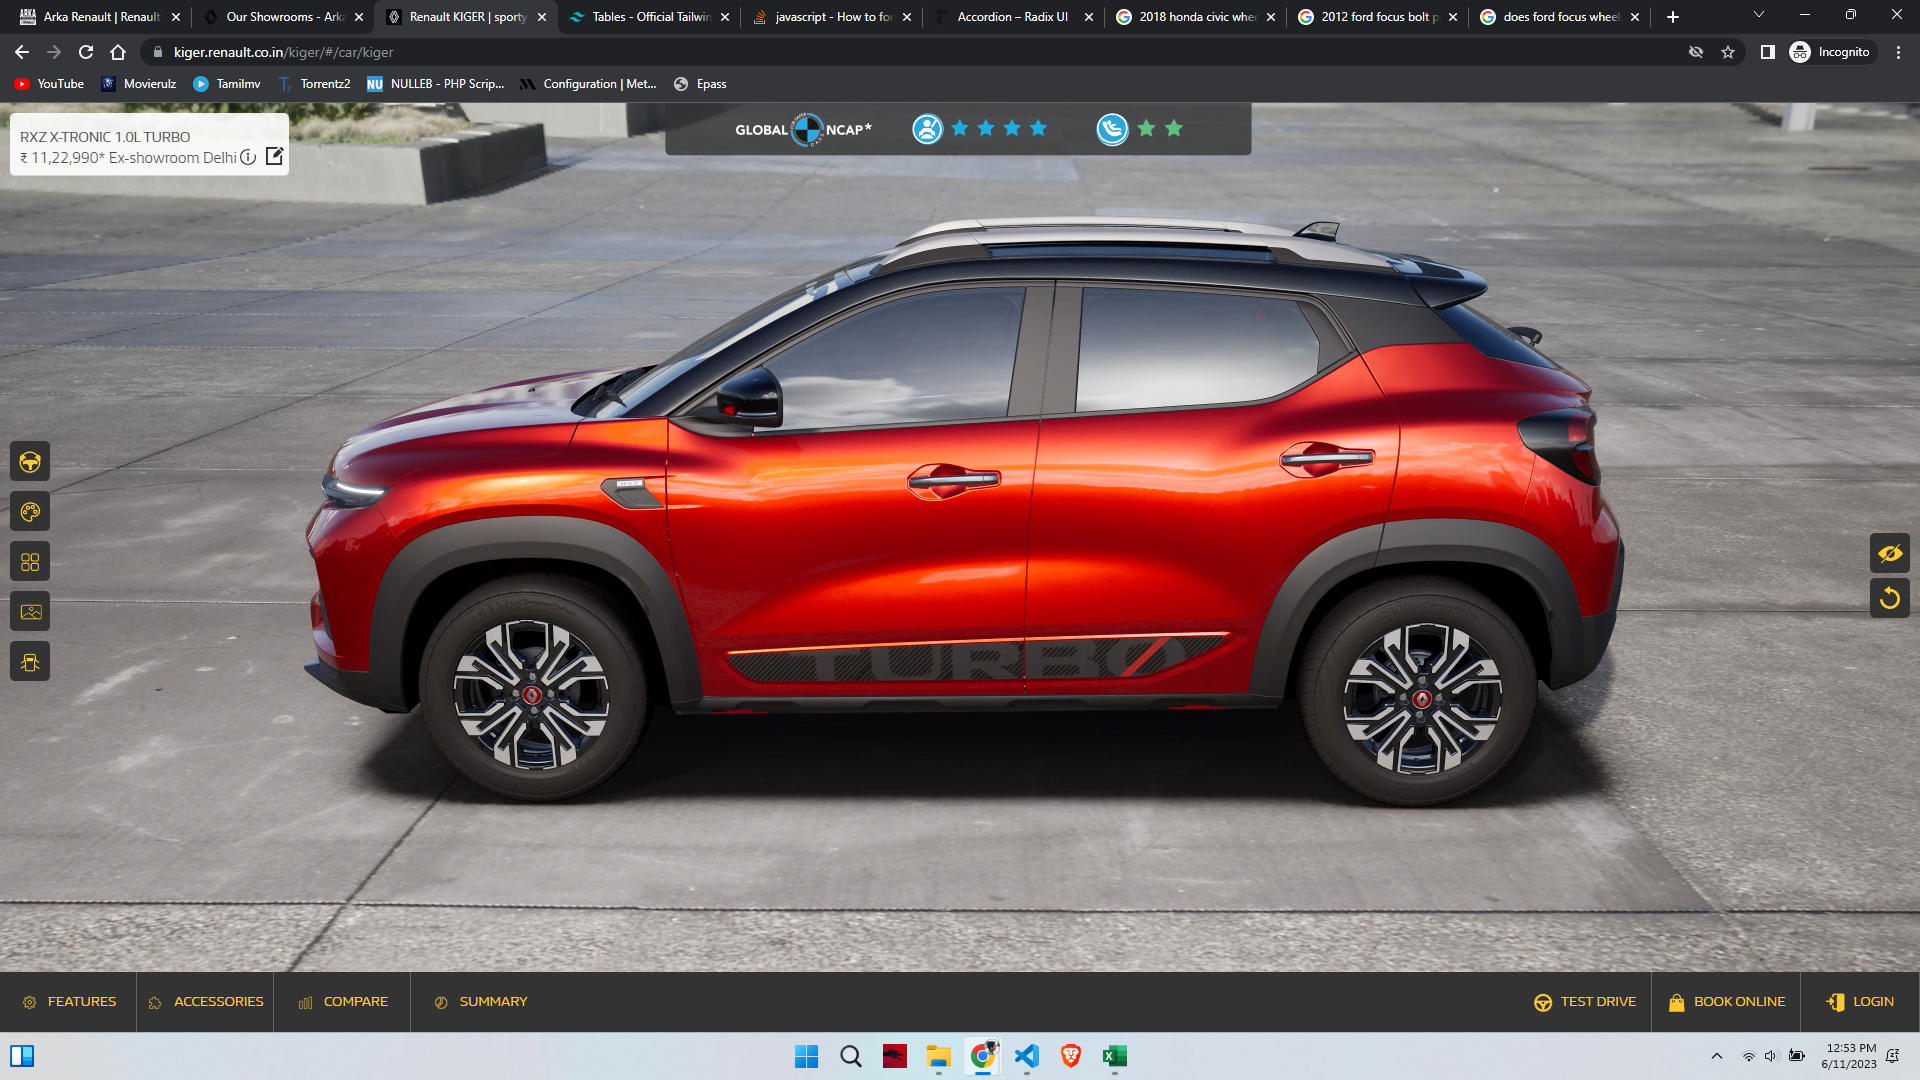 Arka Renault | Renault
Our Showrooms - Arka
Renault KIGER | sporty
Tables - Official Tailwin
javascript - How to for
Accordion – Radix UI
2018 honda civic whee
2012 ford focus bolt p
does ford focus wheel
kiger.renault.co.in/kiger/#/car/kiger
Incognito
YouTube
Movierulz
Tamilmv
Torrentz2
NULLEB - PHP Scrip...
Configuration | Met...
Epass
RXZ X-TRONIC 1.0L TURBO
₹ 11,22,990* Ex-showroom Delhi
GLOBAL NCAP*
RXZ
TURBO
FEATURES
ACCESSORIES
COMPARE
SUMMARY
TEST DRIVE
BOOK ONLINE
LOGIN
12:53 PM
6/11/2023